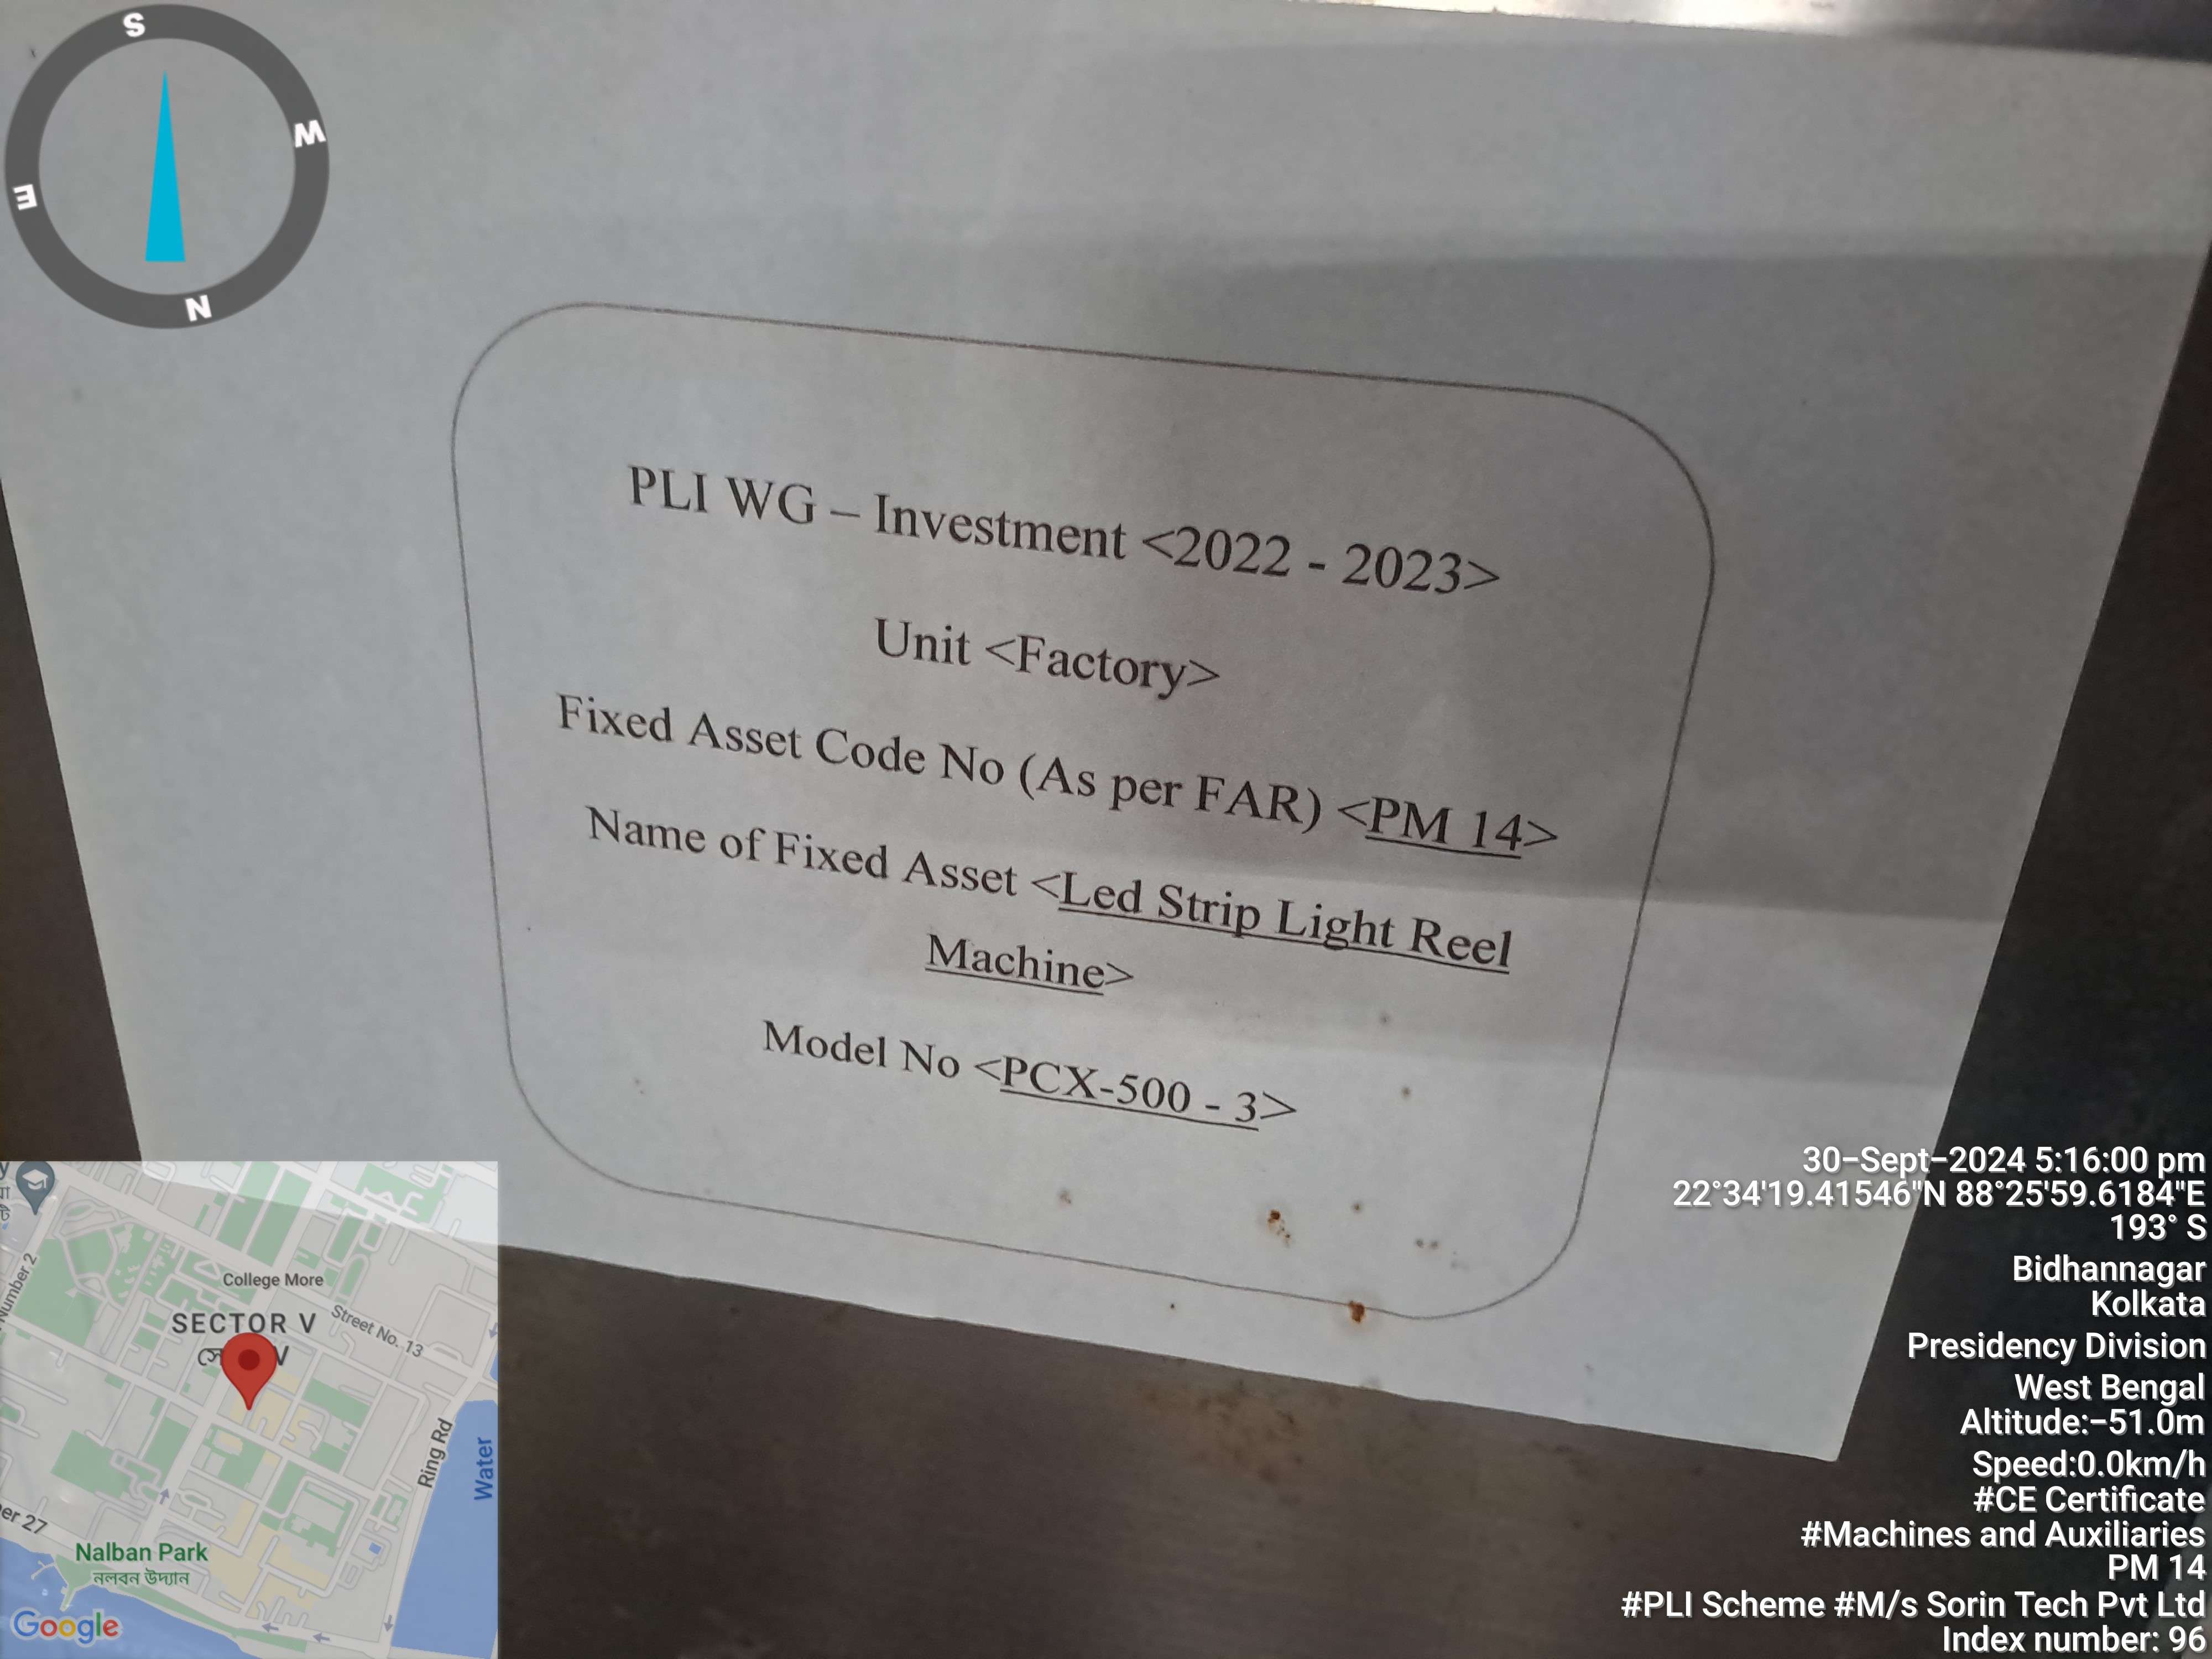 S
W
E
N
PLI WG – Investment <2022 - 2023>
Unit <Factory>
Fixed Asset Code No (As per FAR) <PM 14>
Name of Fixed Asset <Led Strip Light Reel
Machine>
Model No <PCX-500 - 3>
College More
SECTOR V
V
Street No. 13
Number 2
Ring Rd
Water
er 27
Nalban Park
নলবন উদ্যান
Google
30-Sept-2024 5:16:00 pm
22°34'19.41546"N 88°25'59.6184"E
193° S
Bidhannagar
Kolkata
Presidency Division
West Bengal
Altitude:-51.0m
Speed:0.0km/h
#CE Certificate
#Machines and Auxiliaries
PM 14
#PLI Scheme #M/s Sorin Tech Pvt Ltd
Index number: 96